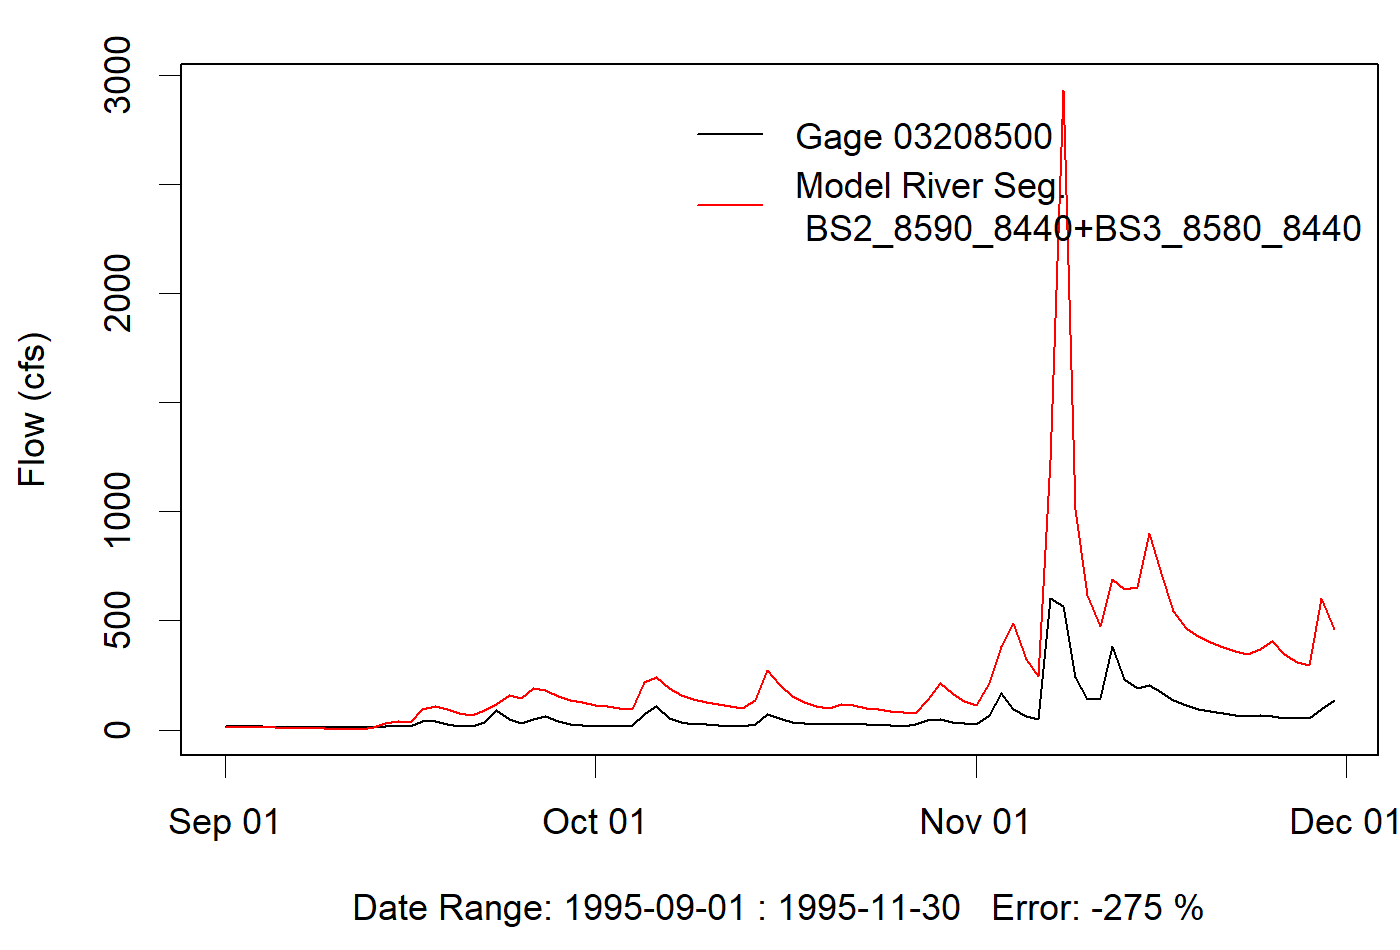 3000
2000
1000
500
0
Flow (cfs)
Gage 03208500
Model River Seg.
BS2_8590_8440+BS3_8580_8440
Sep 01
Oct 01
Nov 01
Dec 01
Date Range: 1995-09-01 : 1995-11-30 Error: -275 %